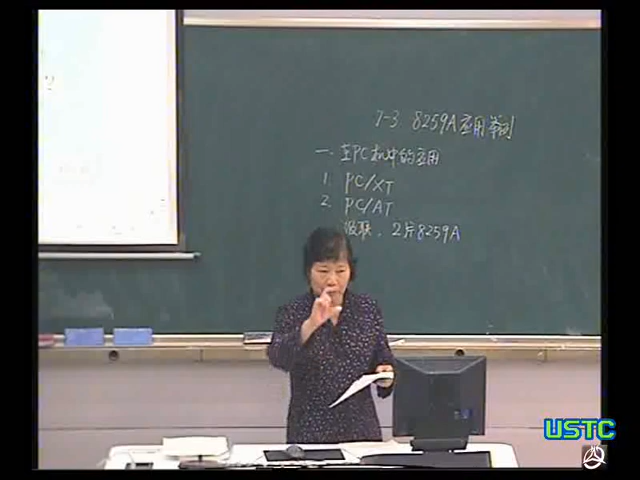 7-3 8259A应用举例
一. 在PC机中的应用
1. PC/XT
2. PC/AT
级联, 2片8259A
USTC